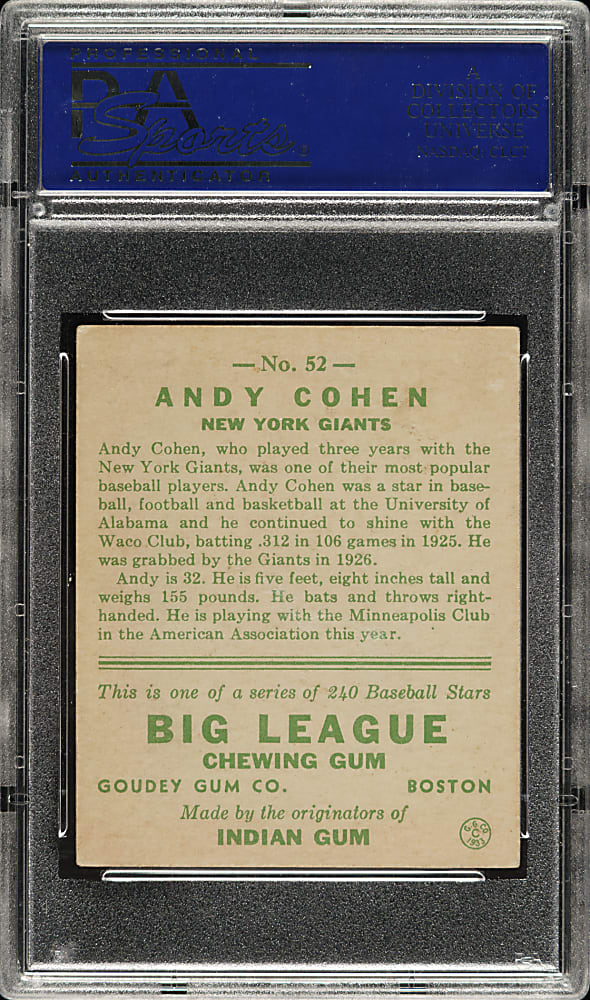 PROFESSIONAL
PSA
Sports
AUTHENTICATOR
A
DIVISION OF
COLLECTORS
UNIVERSE
NASDAQ: CLCT
— No. 52 —
ANDY COHEN
NEW YORK GIANTS
Andy Cohen, who played three years with the
New York Giants, was one of their most popular
baseball players. Andy Cohen was a star in base-
ball, football and basketball at the University of
Alabama and he continued to shine with the
Waco Club, batting .312 in 106 games in 1925. He
was grabbed by the Giants in 1926.
Andy is 32. He is five feet, eight inches tall and
weighs 155 pounds. He bats and throws right-
handed. He is playing with the Minneapolis Club
in the American Association this year.
This is one of a series of 240 Baseball Stars
BIG LEAGUE
CHEWING GUM
GOUDEY GUM CO. BOSTON
Made by the originators of
INDIAN GUM
G. G. CO
C
1933